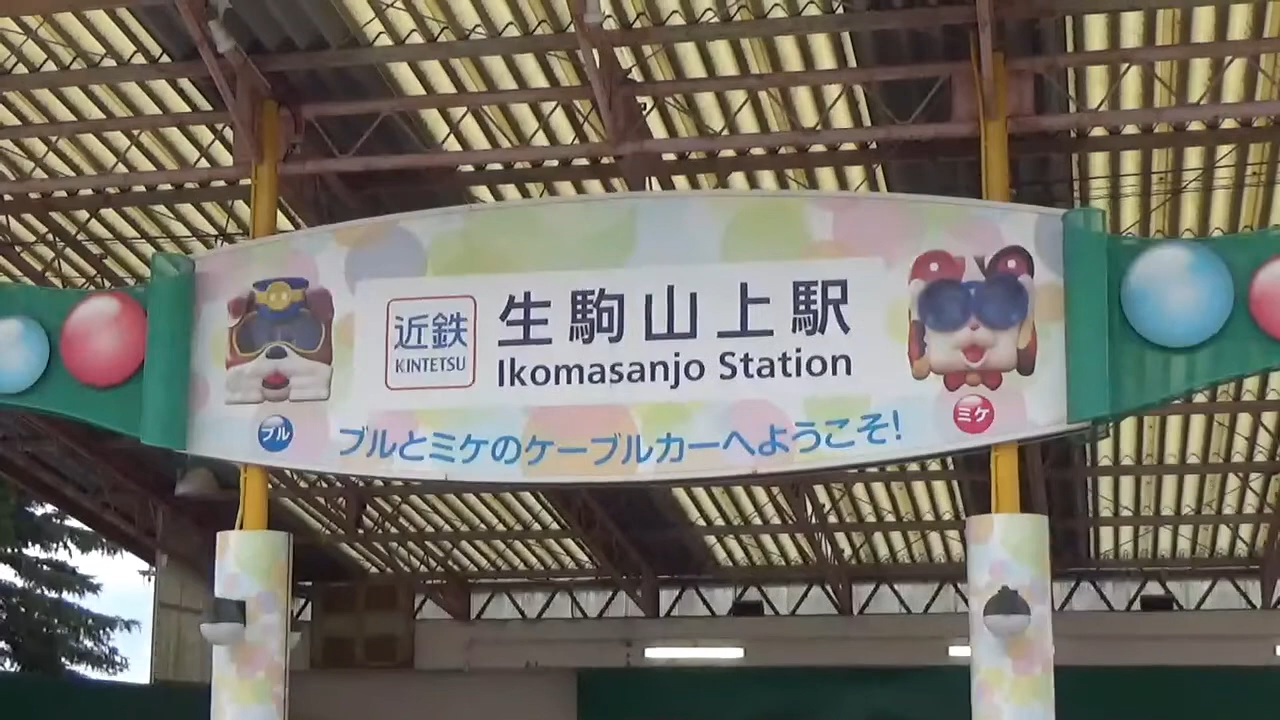 近鉄
KINTETSU
生駒山上駅
Ikomasanjo Station
ブル
ミケ
ブルとミケのケーブルカーへようこそ!